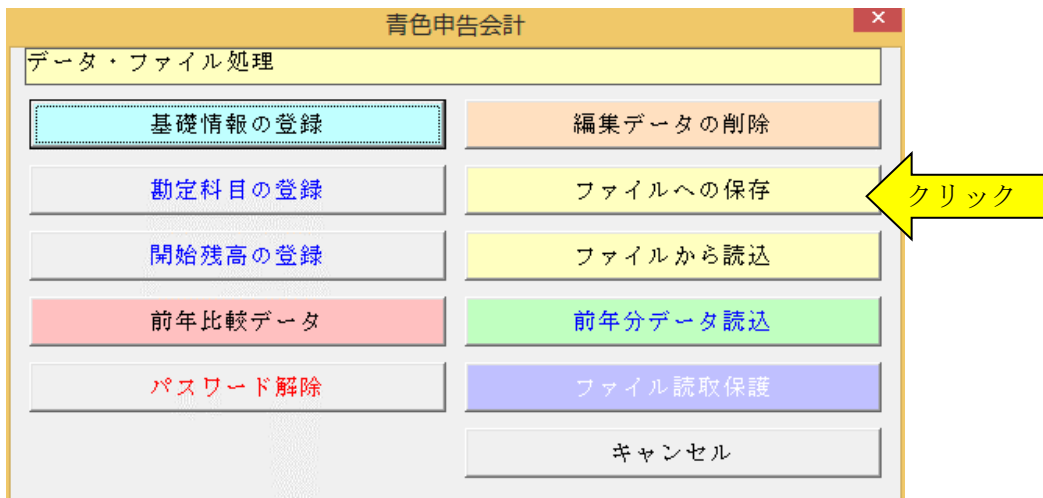 青色申告会計
×
データ・ファイル処理
基礎情報の登録
編集データの削除
勘定科目の登録
ファイルへの保存
クリック
開始残高の登録
ファイルから読込
前年比較データ
前年分データ読込
パスワード解除
ファイル読取保護
キャンセル